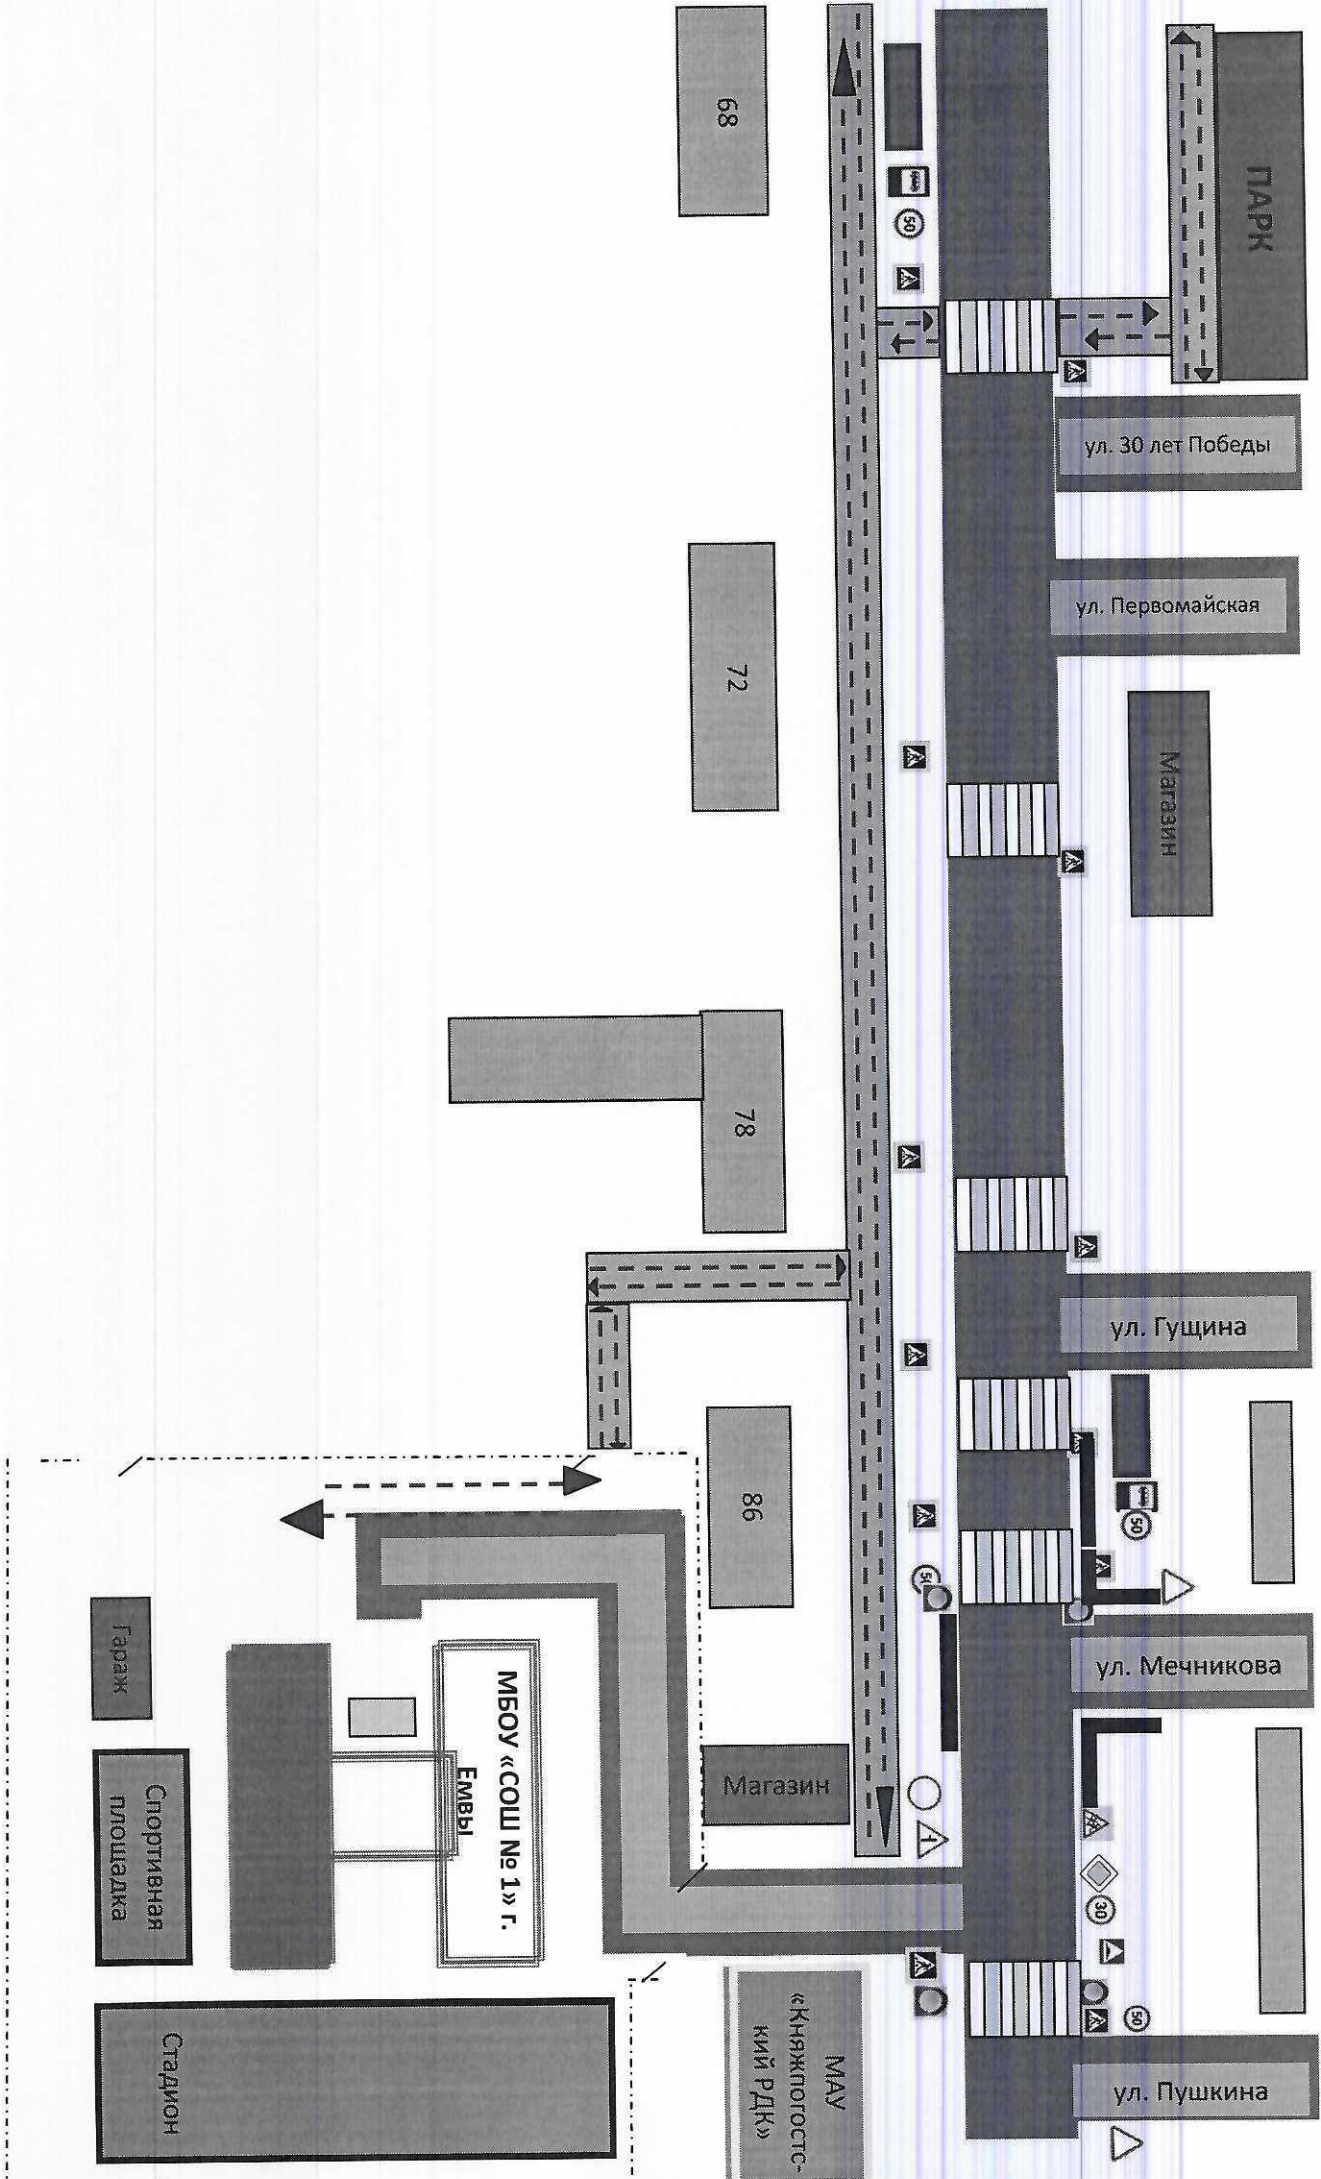 68
50
ПАРК
ул. 30 лет Победы
ул. Первомайская
72
Магазин
78
ул. Гущина
86
50
ул. Мечникова
МБОУ «СОШ № 1» г.
Емвы
Гараж
Спортивная
площадка
Магазин
30
50
МАУ
«Княжпогостс-
кий РДК»
Стадион
ул. Пушкина